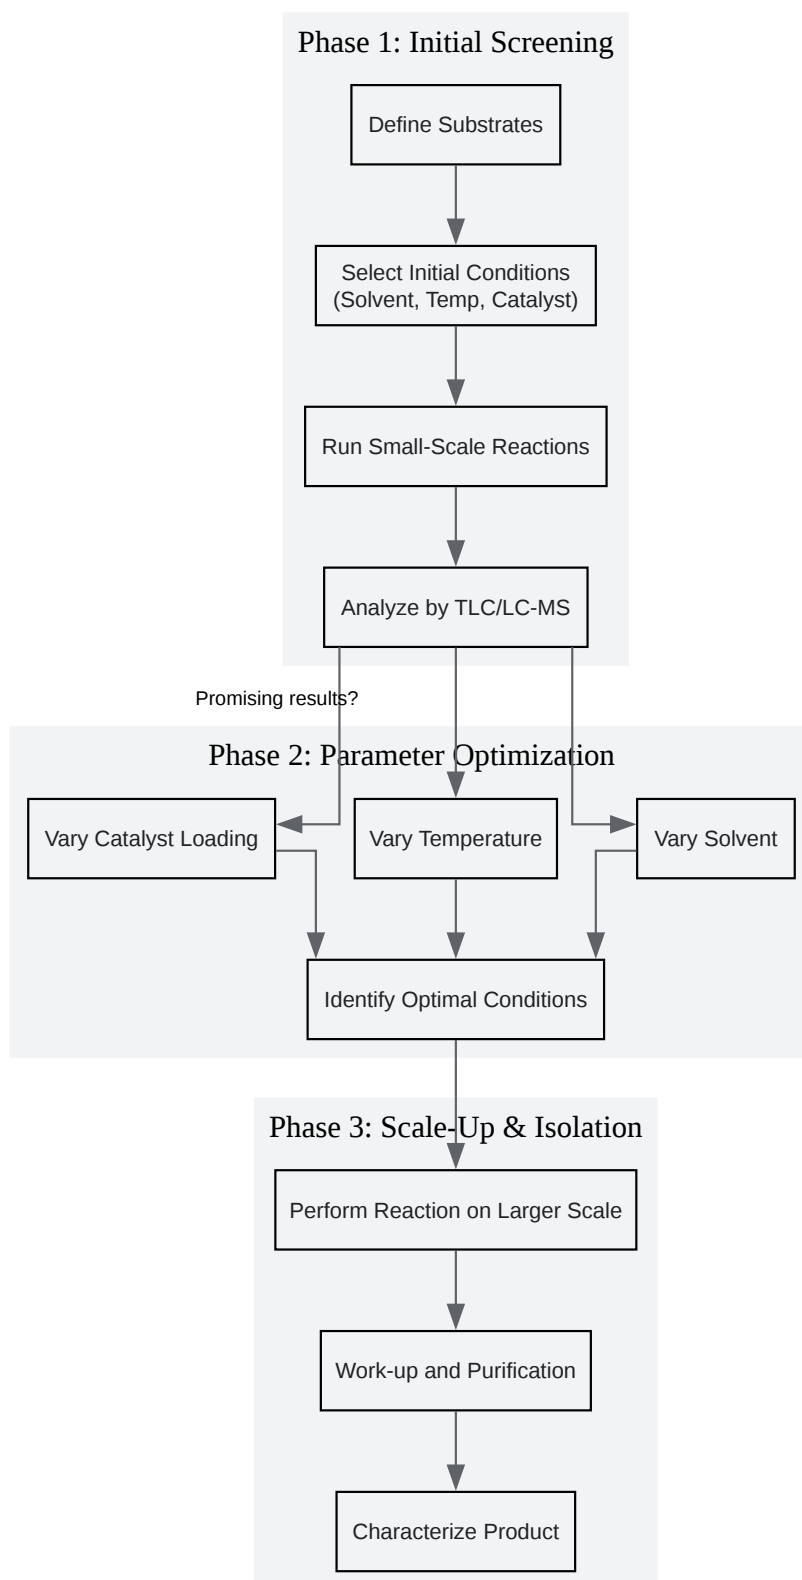 Phase 1: Initial Screening
Define Substrates
Select Initial Conditions
(Solvent, Temp, Catalyst)
Run Small-Scale Reactions
Analyze by TLC/LC-MS
Promising results?
Phase 2: Parameter Optimization
Vary Catalyst Loading
Vary Temperature
Vary Solvent
Identify Optimal Conditions
Phase 3: Scale-Up & Isolation
Perform Reaction on Larger Scale
Work-up and Purification
Characterize Product